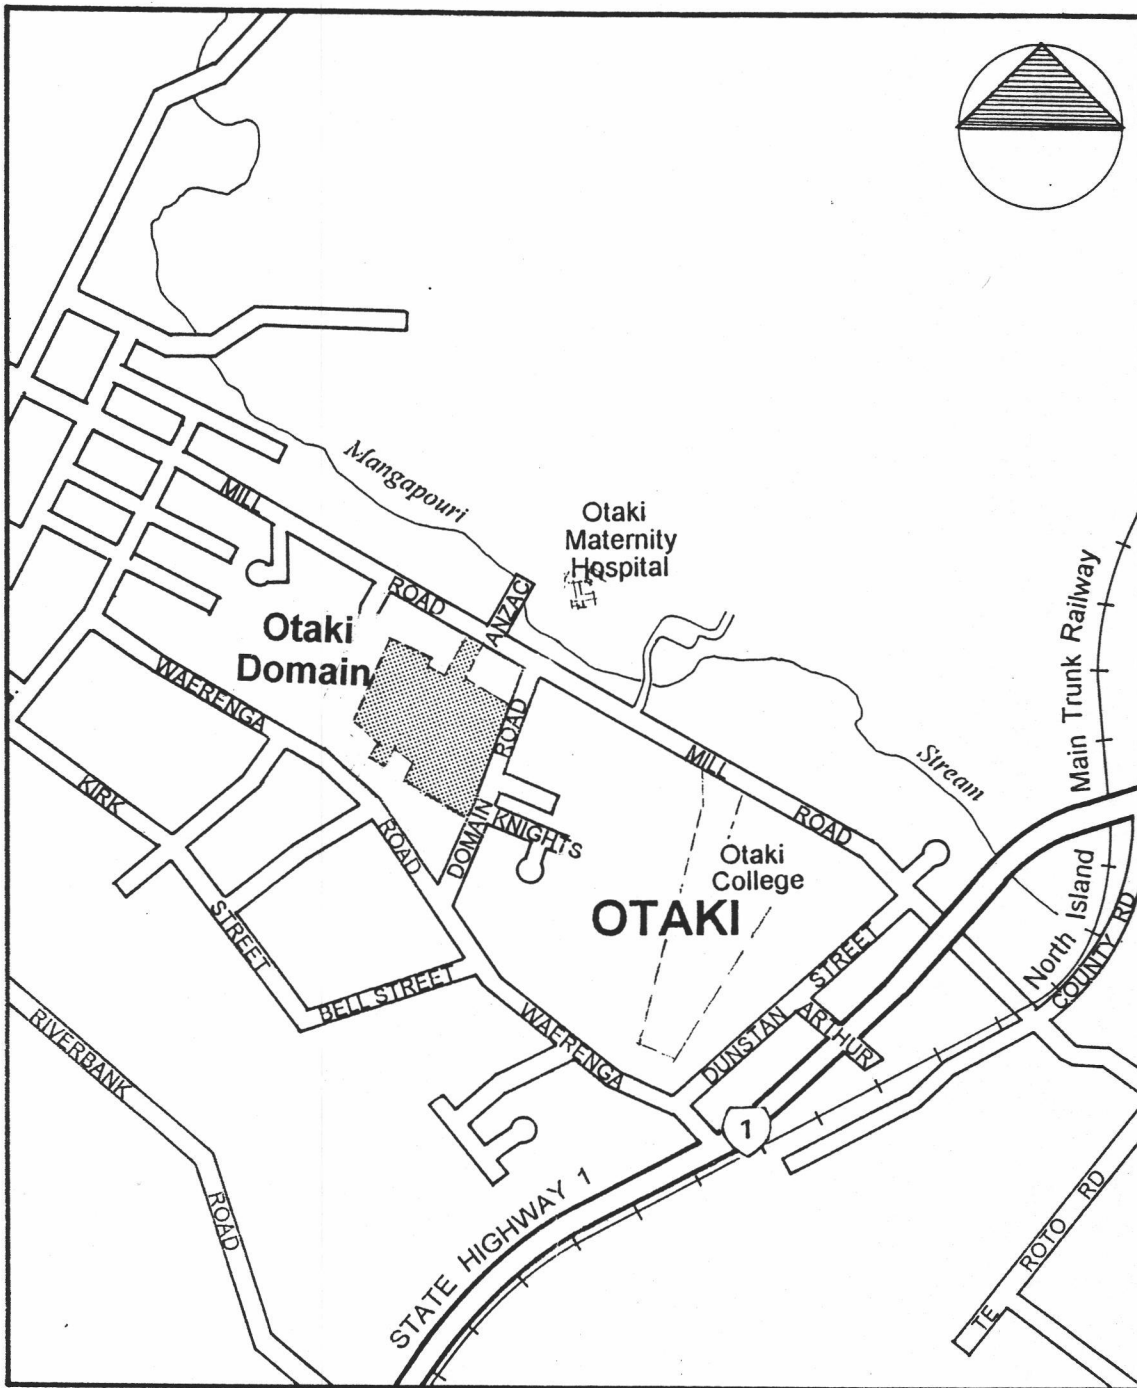 Mangapouri
MILL
Otaki
Maternity
Hospital
ROAD
ANZAC
Otaki
Domain
WAERENGA
ROAD
Main Trunk Railway
MILL
Stream
KIRK
ROAD
DOMAIN
KNIGHTS
ROAD
Otaki
College
OTAKI
North Island
COUNTY RD
STREET
STREET
BELL STREET
ARTHUR
WAERENGA
DUNSTAN
RIVERBANK
1
ROAD
STATE HIGHWAY 1
TE ROTO RD